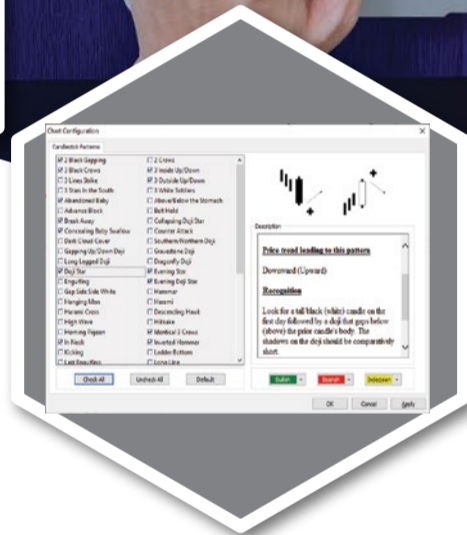 Chart Configuration
Candlestick Patterns
2 Black Gapping
2 Crows
3 Black Crows
3 Inside Up/Down
3 Lines Strike
3 Outside Up/Down
3 Stars In the South
3 White Soldiers
Abandoned Baby
Above/Below the Stomach
Advance Block
Belt Hold
Break Away
Collapsing Doji Star
Concealing Baby Swallow
Counter Attack
Dark Cloud Cover
Southern/Northern Doji
Gapping Up/Down Doji
Gravestone Doji
Long Legged Doji
Dragonfly Doji
Doji Star
Evening Star
Engulfing
Evening Doji Star
Gap Side Side White
Hammer
Hanging Man
Harami
Harami Cross
Descending Hawk
High Wave
Hikkake
Homing Pigeon
Identical 3 Crows
In Neck
Inverted Hammer
Kicking
Ladder Bottom
Last Engulfing
Long Line
Check All
Uncheck All
Default
Description
Price trend leading to this pattern
Downward (Upward)
Recognition
Look for a tall black (white) candle on the
first day followed by a doji that gaps below
(above) the prior candle's body. The
shadows on the doji should be comparatively
short.
Bullish
Bearish
Indecision
OK
Cancel
Apply